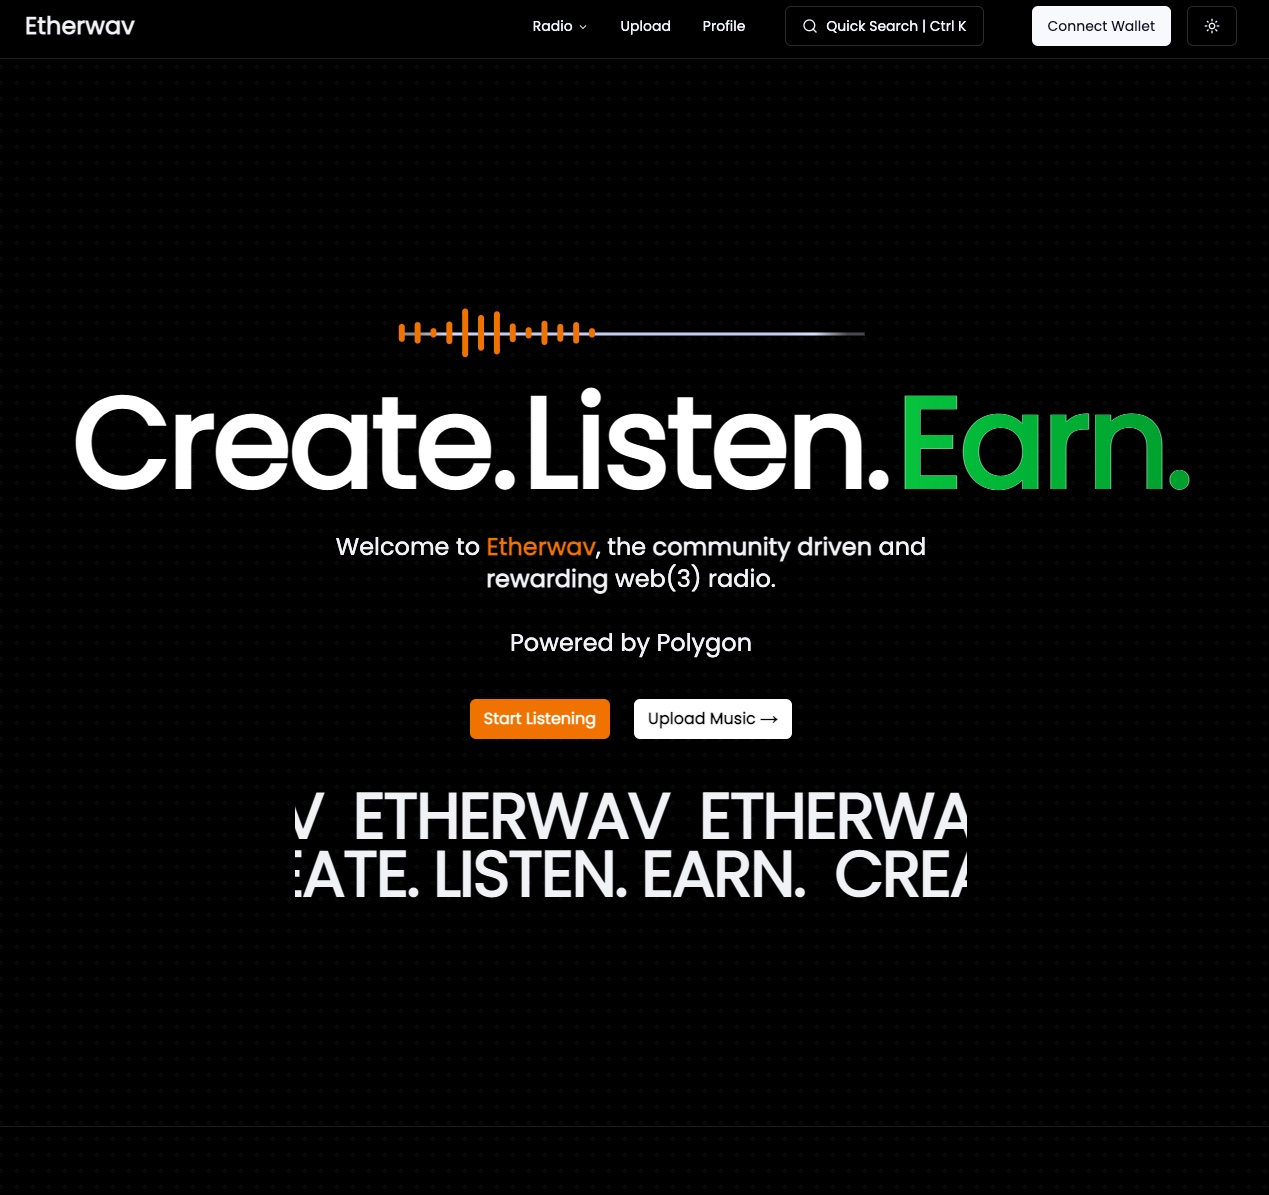 Etherwav
Radio
Upload
Profile
Quick Search | Ctrl K
Connect Wallet
Create.Listen.Earn.
Welcome to Etherwav, the community driven and
rewarding web(3) radio.
Powered by Polygon
Start Listening
Upload Music →
V ETHERWAV ETHERWA
EATE. LISTEN. EARN. CREA